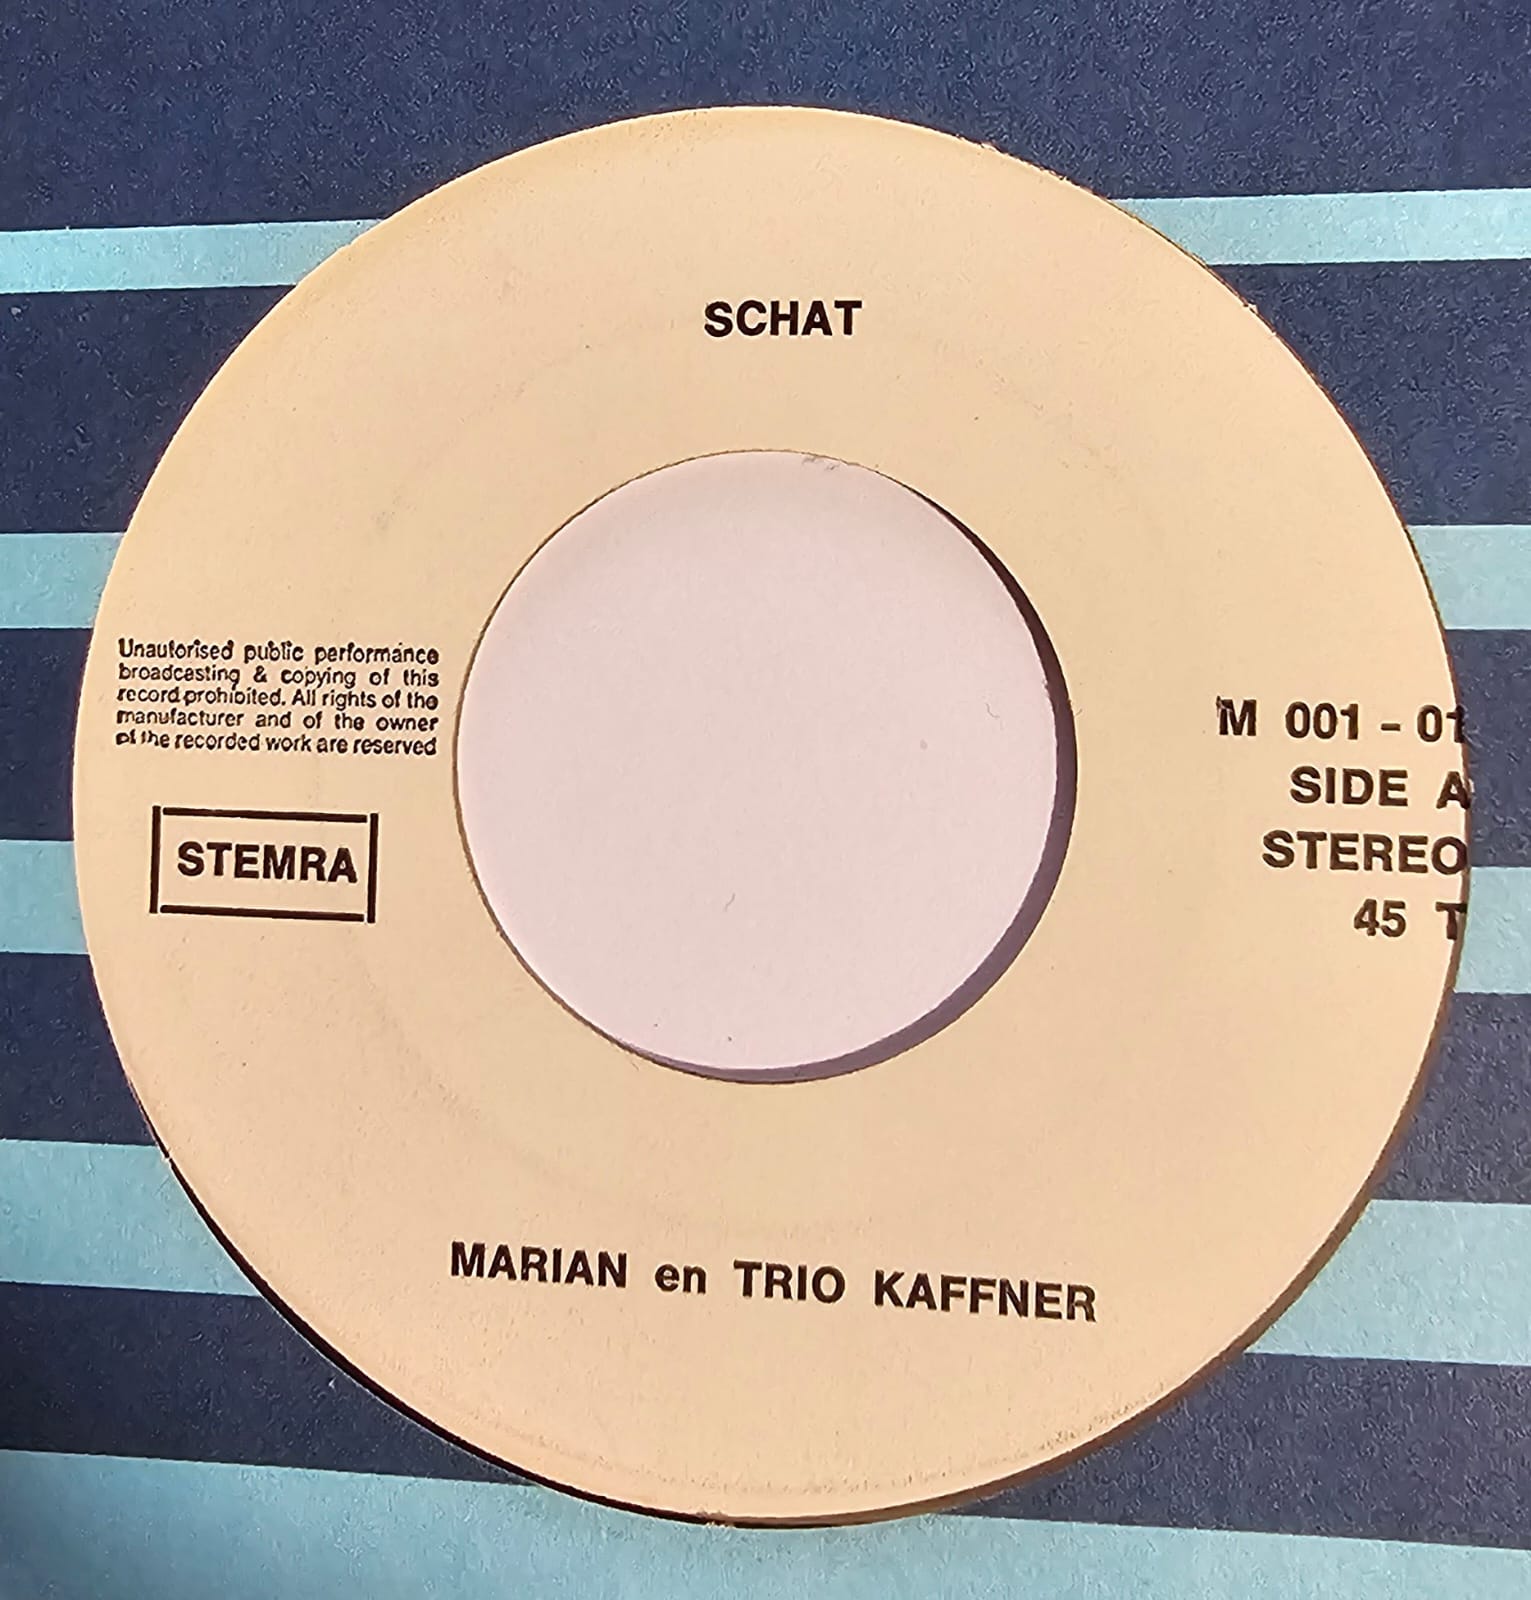 SCHAT
Unautorised public performance
broadcasting & copying of this
record prohibited. All rights of the
manufacturer and of the owner
of the recorded work are reserved
STEMRA
M 001 - 01
SIDE A
STEREO
45 T
MARIAN en TRIO KAFFNER